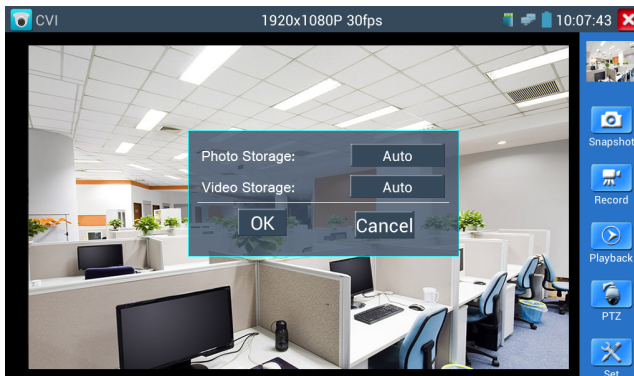 CVI 1920x1080P 30fps 10:07:43
Photo Storage: Auto
Video Storage: Auto
OK Cancel
Snapshot
Record
Playback
PTZ
Set